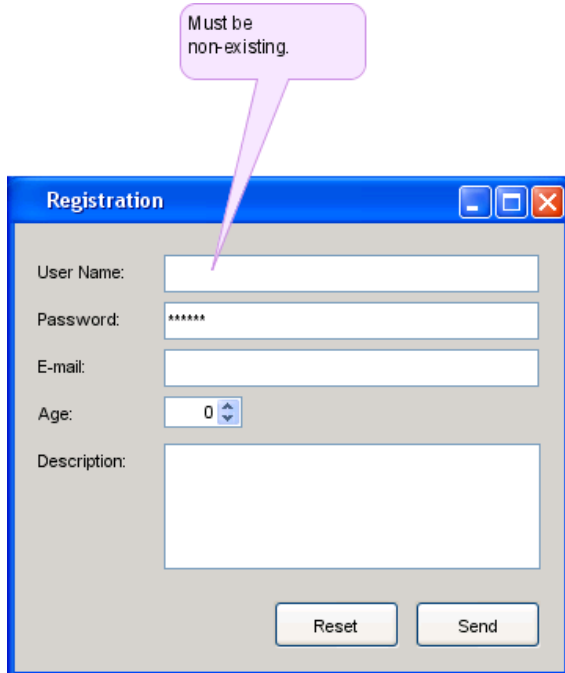 Must be
non-existing.
Registration
User Name:
Password: ******
E-mail:
Age: 0
Description:
Reset Send